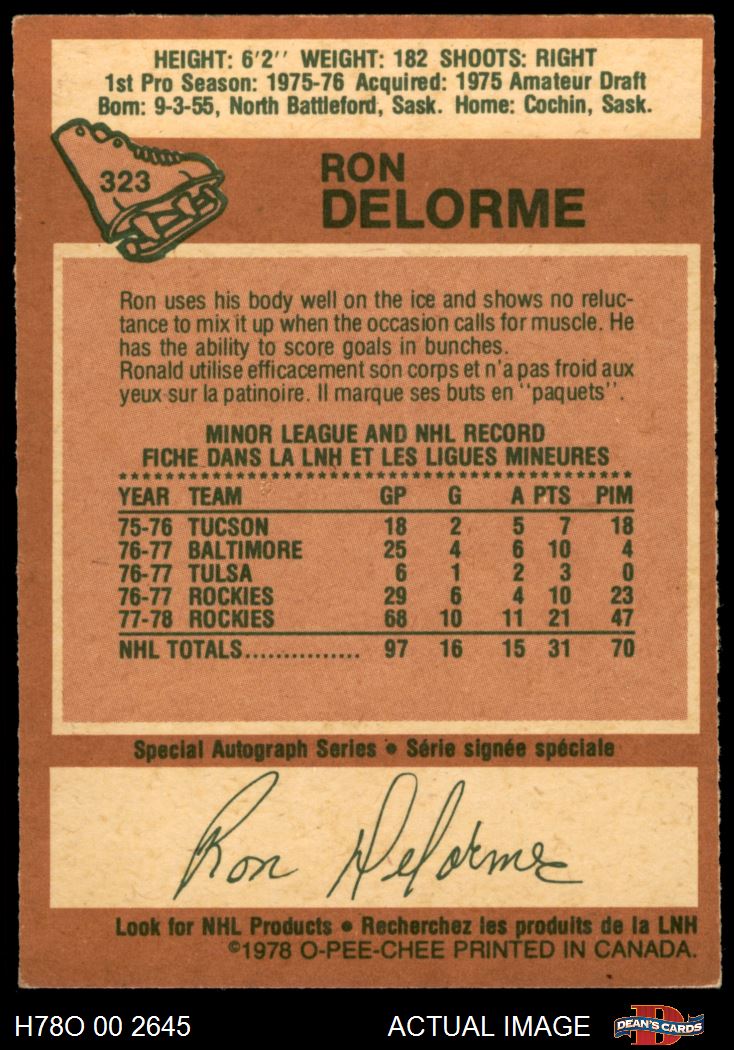 HEIGHT: 6'2'' WEIGHT: 182 SHOOTS: RIGHT
1st Pro Season: 1975-76 Acquired: 1975 Amateur Draft
Born: 9-3-55, North Battleford, Sask. Home: Cochin, Sask.
323
RON
DELORME
Ron uses his body well on the ice and shows no reluc-
tance to mix it up when the occasion calls for muscle. He
has the ability to score goals in bunches.
Ronald utilise efficacement son corps et n'a pas froid aux
yeux sur la patinoire. Il marque ses buts en ''paquets''.
MINOR LEAGUE AND NHL RECORD
FICHE DANS LA LNH ET LES LIGUES MINEURES
YEAR TEAM GP G A PTS PIM
75-76 TUCSON 18 2 5 7 18
76-77 BALTIMORE 25 4 6 10 4
76-77 TULSA 6 1 2 3 0
76-77 ROCKIES 29 6 4 10 23
77-78 ROCKIES 68 10 11 21 47
NHL TOTALS............... 97 16 15 31 70
Special Autograph Series • Série signée spéciale
Ron Delorme
Look for NHL Products • Recherchez les produits de la LNH
©1978 O-PEE-CHEE PRINTED IN CANADA.
H78O 00 2645 ACTUAL IMAGE D DEAN'S CARDS